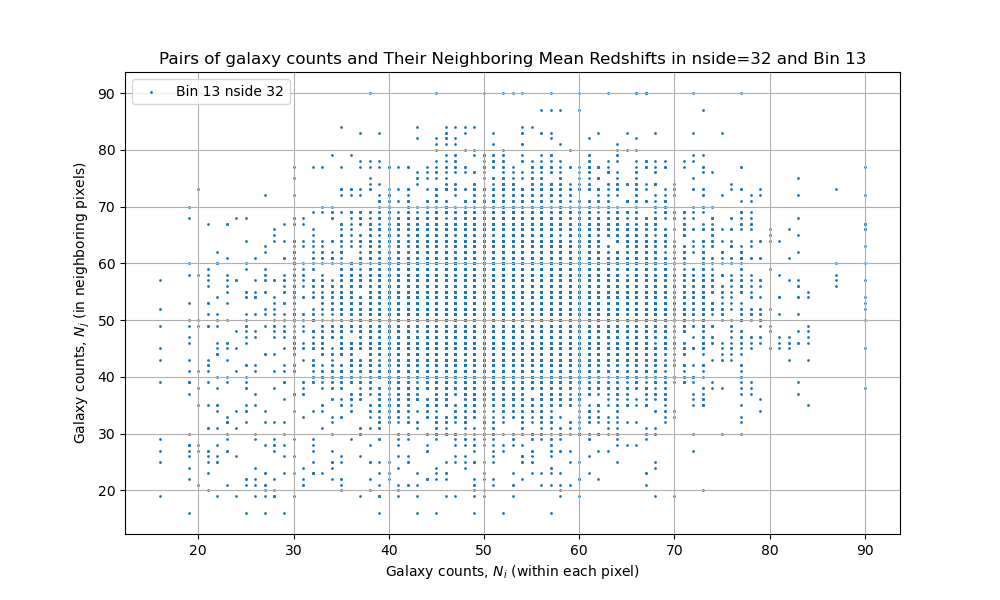 Pairs of galaxy counts and Their Neighboring Mean Redshifts in nside=32 and Bin 13
Bin 13 nside 32
90
80
70
60
50
40
30
20
Galaxy counts, Nⱼ (in neighboring pixels)
20 30 40 50 60 70 80 90
Galaxy counts, Nᵢ (within each pixel)